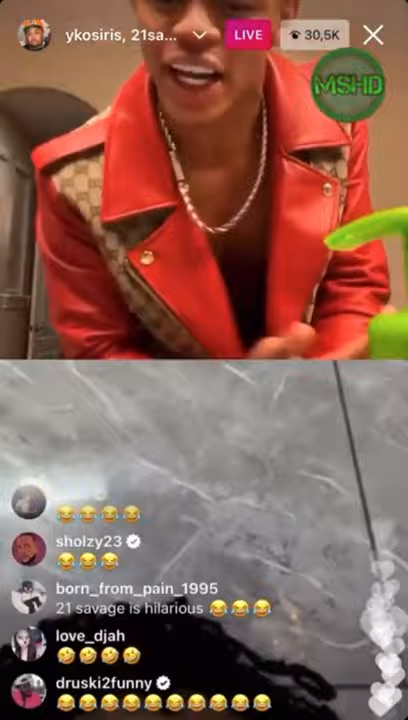 ykosiris, 21sa...
LIVE
30,5K
MSHD
😂😂😂😂
sholzy23
😂😂😂
born_from_pain_1995
21 savage is hilarious 😂😂😂
love_djah
🤣🤣🤣🤣
druski2funny
😂😂😂😂😂😂😂😂😂😂